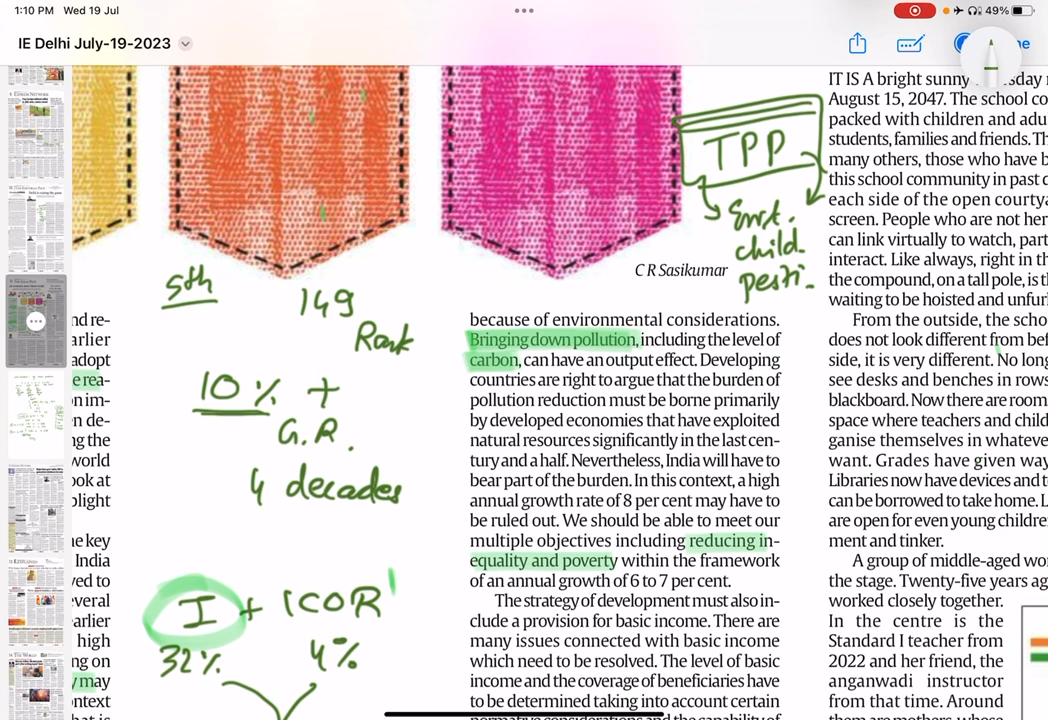 1:10 PM Wed 19 Jul
49%
IE Delhi July-19-2023
TPP
child.
pesti.
C R Sasikumar
5th
149
Rank
10% +
G.R.
4 decades
I + ICOR
32% 4%
nd re-
arlier
adopt
e rea-
on im-
en de-
ng the
world
ook at
blight
ne key
India
ved to
everal
arlier
high
ng on
y may
ontext
hat is
because of environmental considerations.
Bringing down pollution, including the level of
carbon, can have an output effect. Developing
countries are right to argue that the burden of
pollution reduction must be borne primarily
by developed economies that have exploited
natural resources significantly in the last cen-
tury and a half. Nevertheless, India will have to
bear part of the burden. In this context, a high
annual growth rate of 8 per cent may have to
be ruled out. We should be able to meet our
multiple objectives including reducing in-
equality and poverty within the framework
of an annual growth of 6 to 7 per cent.
The strategy of development must also in-
clude a provision for basic income. There are
many issues connected with basic income
which need to be resolved. The level of basic
income and the coverage of beneficiaries have
to be determined taking into account certain
normative considerations and the capability of
IT IS A bright sunny
August 15, 2047. The school co
packed with children and adu
students, families and friends. Th
many others, those who have b
this school community in past d
each side of the open courtya
screen. People who are not her
can link virtually to watch, part
interact. Like always, right in th
the compound, on a tall pole, is th
waiting to be hoisted and unfur
From the outside, the scho
does not look different from bef
side, it is very different. No long
see desks and benches in rows
blackboard. Now there are room
space where teachers and child
ganise themselves in whateve
want. Grades have given way
Libraries now have devices and t
can be borrowed to take home. L
are open for even young childre
ment and tinker.
A group of middle-aged wo
the stage. Twenty-five years ag
worked closely together.
In the centre is the
Standard I teacher from
2022 and her friend, the
anganwadi instructor
from that time. Around
them are mothers whose